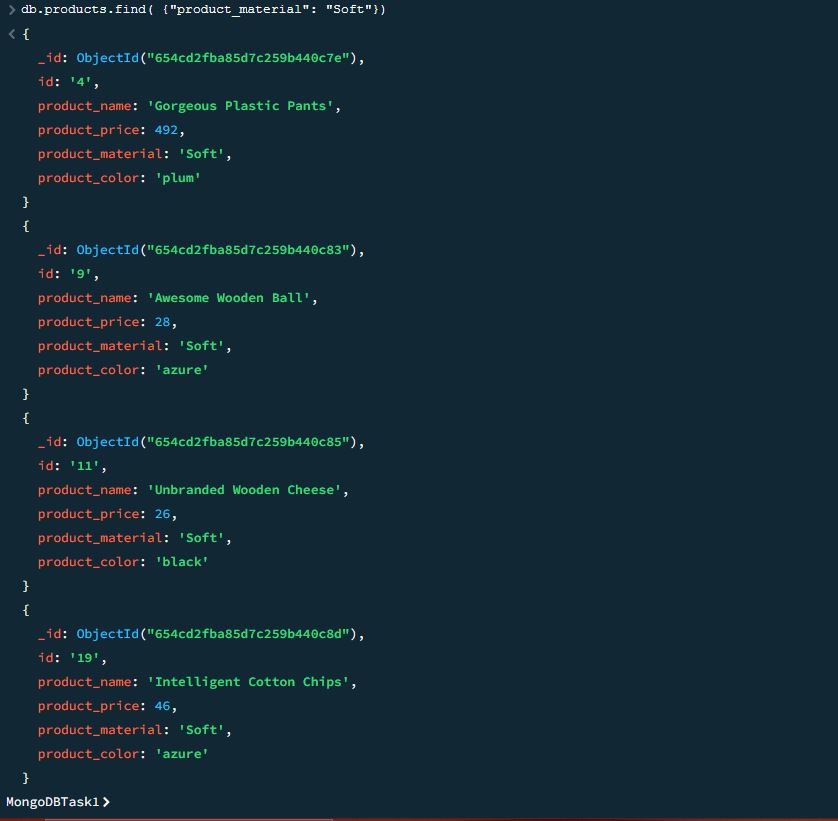 > db.products.find( {"product_material": "Soft"})
< {
_id: ObjectId("654cd2fba85d7c259b440c7e"),
id: '4',
product_name: 'Gorgeous Plastic Pants',
product_price: 492,
product_material: 'Soft',
product_color: 'plum'
}
{
_id: ObjectId("654cd2fba85d7c259b440c83"),
id: '9',
product_name: 'Awesome Wooden Ball',
product_price: 28,
product_material: 'Soft',
product_color: 'azure'
}
{
_id: ObjectId("654cd2fba85d7c259b440c85"),
id: '11',
product_name: 'Unbranded Wooden Cheese',
product_price: 26,
product_material: 'Soft',
product_color: 'black'
}
{
_id: ObjectId("654cd2fba85d7c259b440c8d"),
id: '19',
product_name: 'Intelligent Cotton Chips',
product_price: 46,
product_material: 'Soft',
product_color: 'azure'
}
MongoDBTask1>